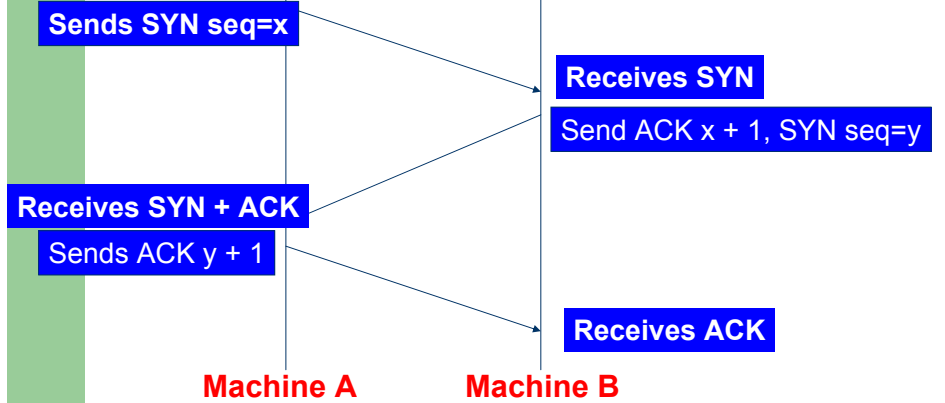 Sends SYN seq=x
Receives SYN
Send ACK x + 1, SYN seq=y
Receives SYN + ACK
Sends ACK y + 1
Receives ACK
Machine A
Machine B